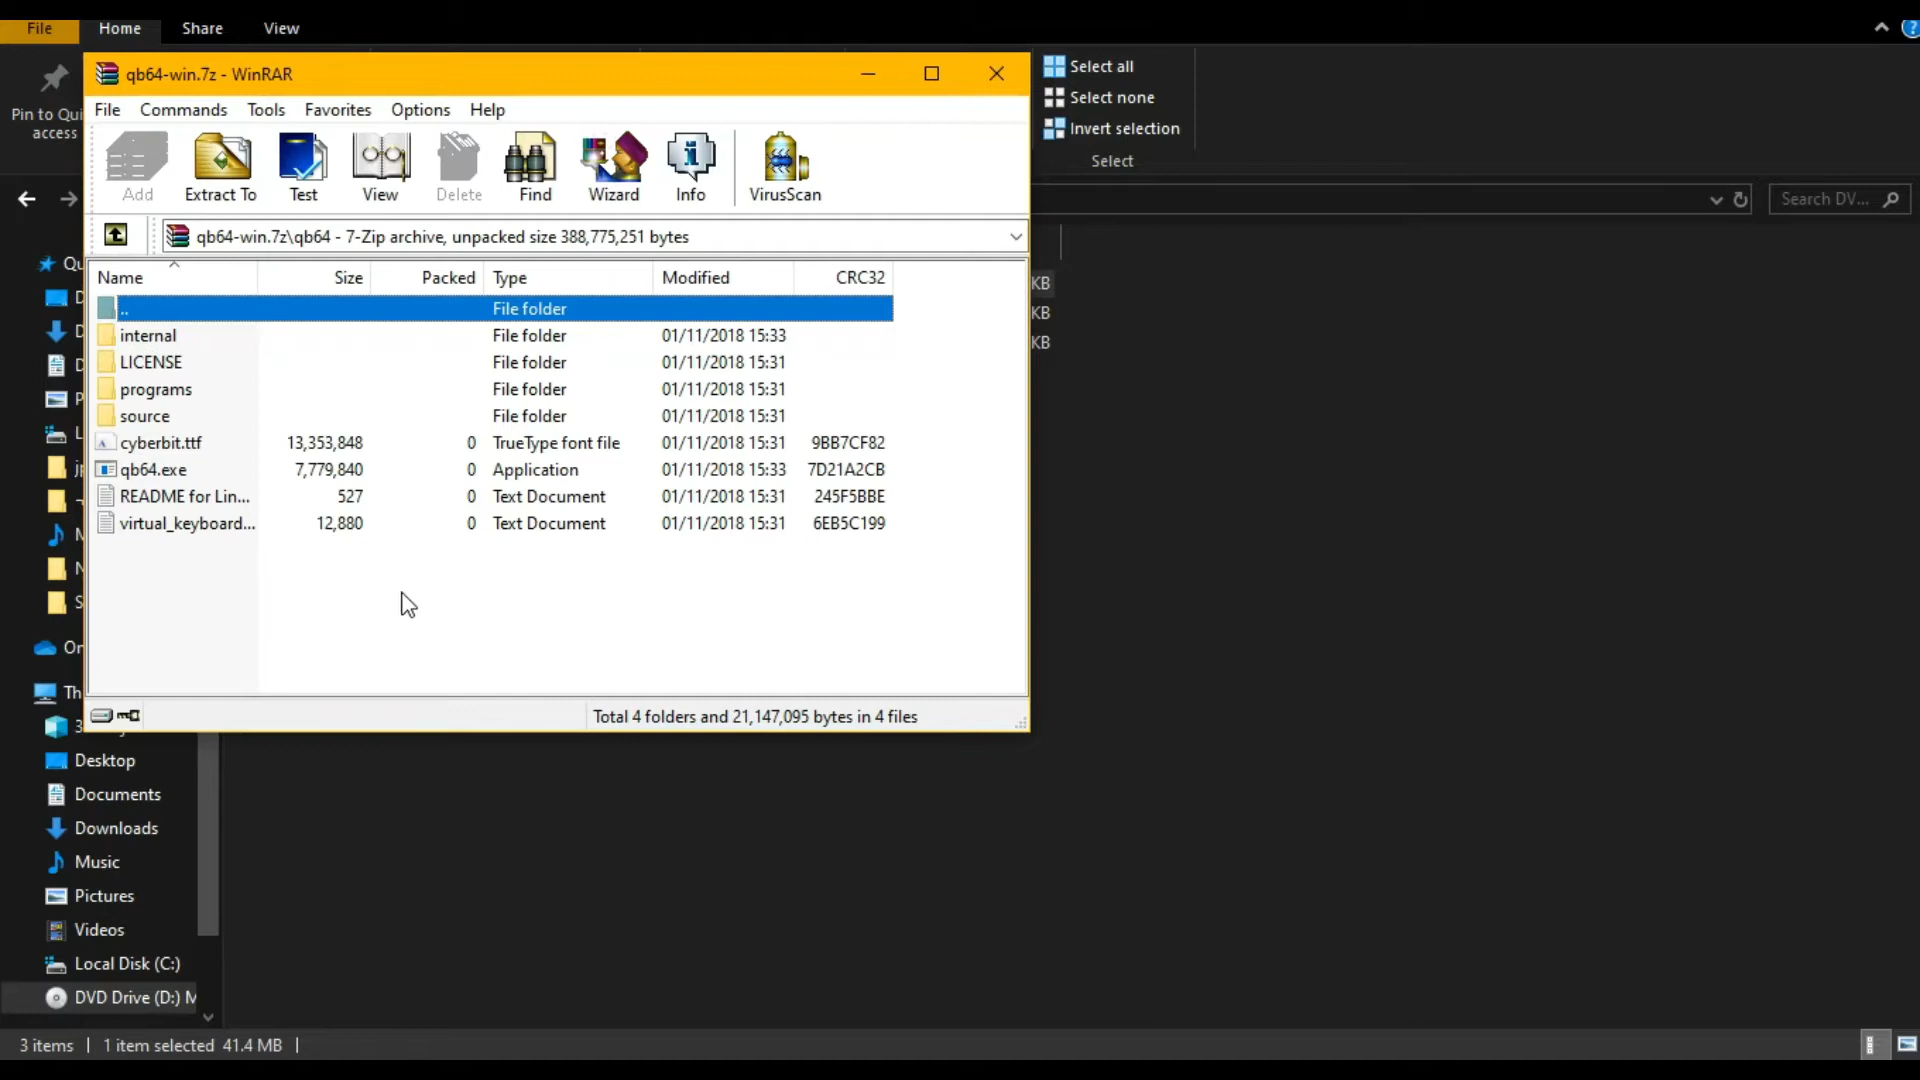 File Home Share View
Select all
qb64-win.7z - WinRAR
Pin to Qui
access
Select none
File Commands Tools Favorites Options Help
Invert selection
Select
Add Extract To Test View Delete Find Wizard Info VirusScan
Search DV...
qb64-win.7z\qb64 - 7-Zip archive, unpacked size 388,775,251 bytes
Name Size Packed Type Modified CRC32
.. File folder
internal File folder 01/11/2018 15:33
LICENSE File folder 01/11/2018 15:31
programs File folder 01/11/2018 15:31
source File folder 01/11/2018 15:31
cyberbit.ttf 13,353,848 0 TrueType font file 01/11/2018 15:31 9BB7CF82
qb64.exe 7,779,840 0 Application 01/11/2018 15:33 7D21A2CB
README for Lin... 527 0 Text Document 01/11/2018 15:31 245F5BBE
virtual_keyboard... 12,880 0 Text Document 01/11/2018 15:31 6EB5C199
Total 4 folders and 21,147,095 bytes in 4 files
KB
KB
KB
Qu
D
D
D
P
L
N
S
On
Th
3
Desktop
Documents
Downloads
Music
Pictures
Videos
Local Disk (C:)
DVD Drive (D:) M
3 items | 1 item selected 41.4 MB |